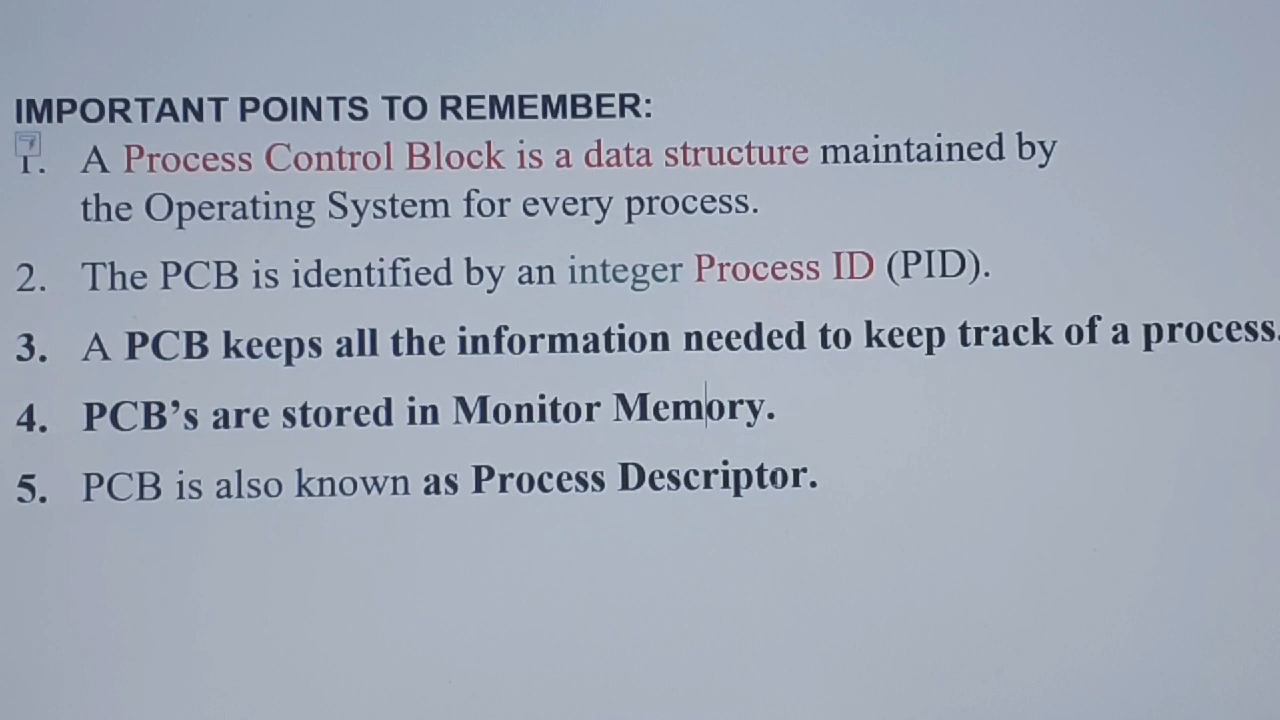 IMPORTANT POINTS TO REMEMBER:
1. A Process Control Block is a data structure maintained by
the Operating System for every process.
2. The PCB is identified by an integer Process ID (PID).
3. A PCB keeps all the information needed to keep track of a process.
4. PCB’s are stored in Monitor Memory.
5. PCB is also known as Process Descriptor.